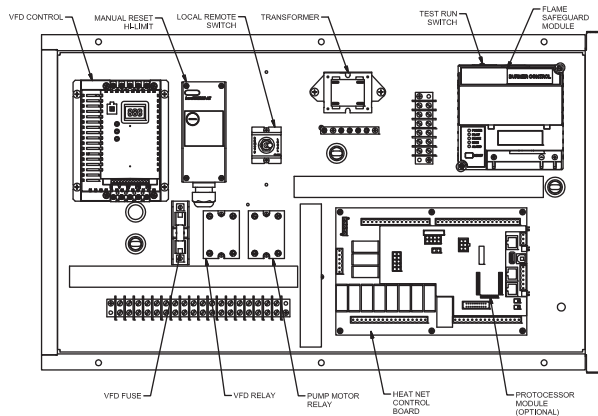 VFD CONTROL
MANUAL RESET
HI-LIMIT
LOCAL REMOTE
SWITCH
TRANSFORMER
TEST RUN
SWITCH
FLAME
SAFEGUARD
MODULE
BURNER CONTROL
VFD FUSE
VFD RELAY
PUMP MOTOR
RELAY
HEAT NET
CONTROL
BOARD
PROTOCESSOR
MODULE
(OPTIONAL)